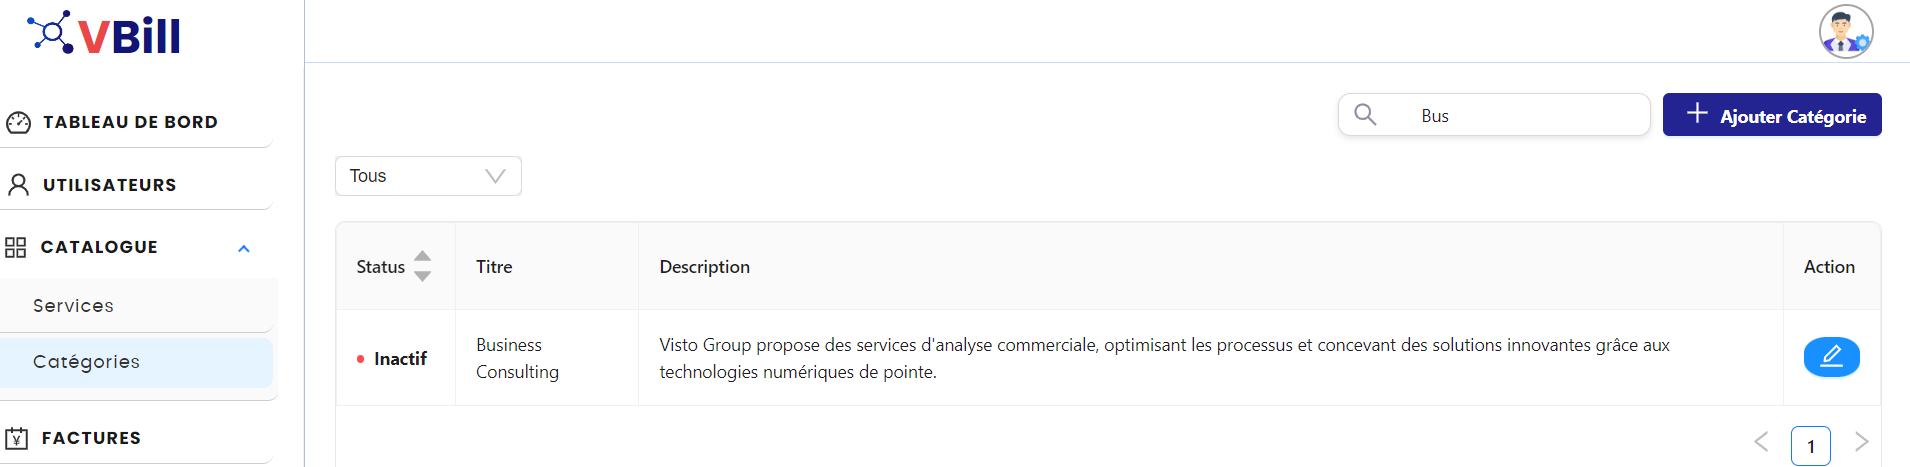 VBill
TABLEAU DE BORD
UTILISATEURS
CATALOGUE
Services
Catégories
FACTURES
Bus
Ajouter Catégorie
Tous
Status Titre Description Action
Inactif
Business
Consulting
Visto Group propose des services d'analyse commerciale, optimisant les processus et concevant des solutions innovantes grâce aux
technologies numériques de pointe.
1